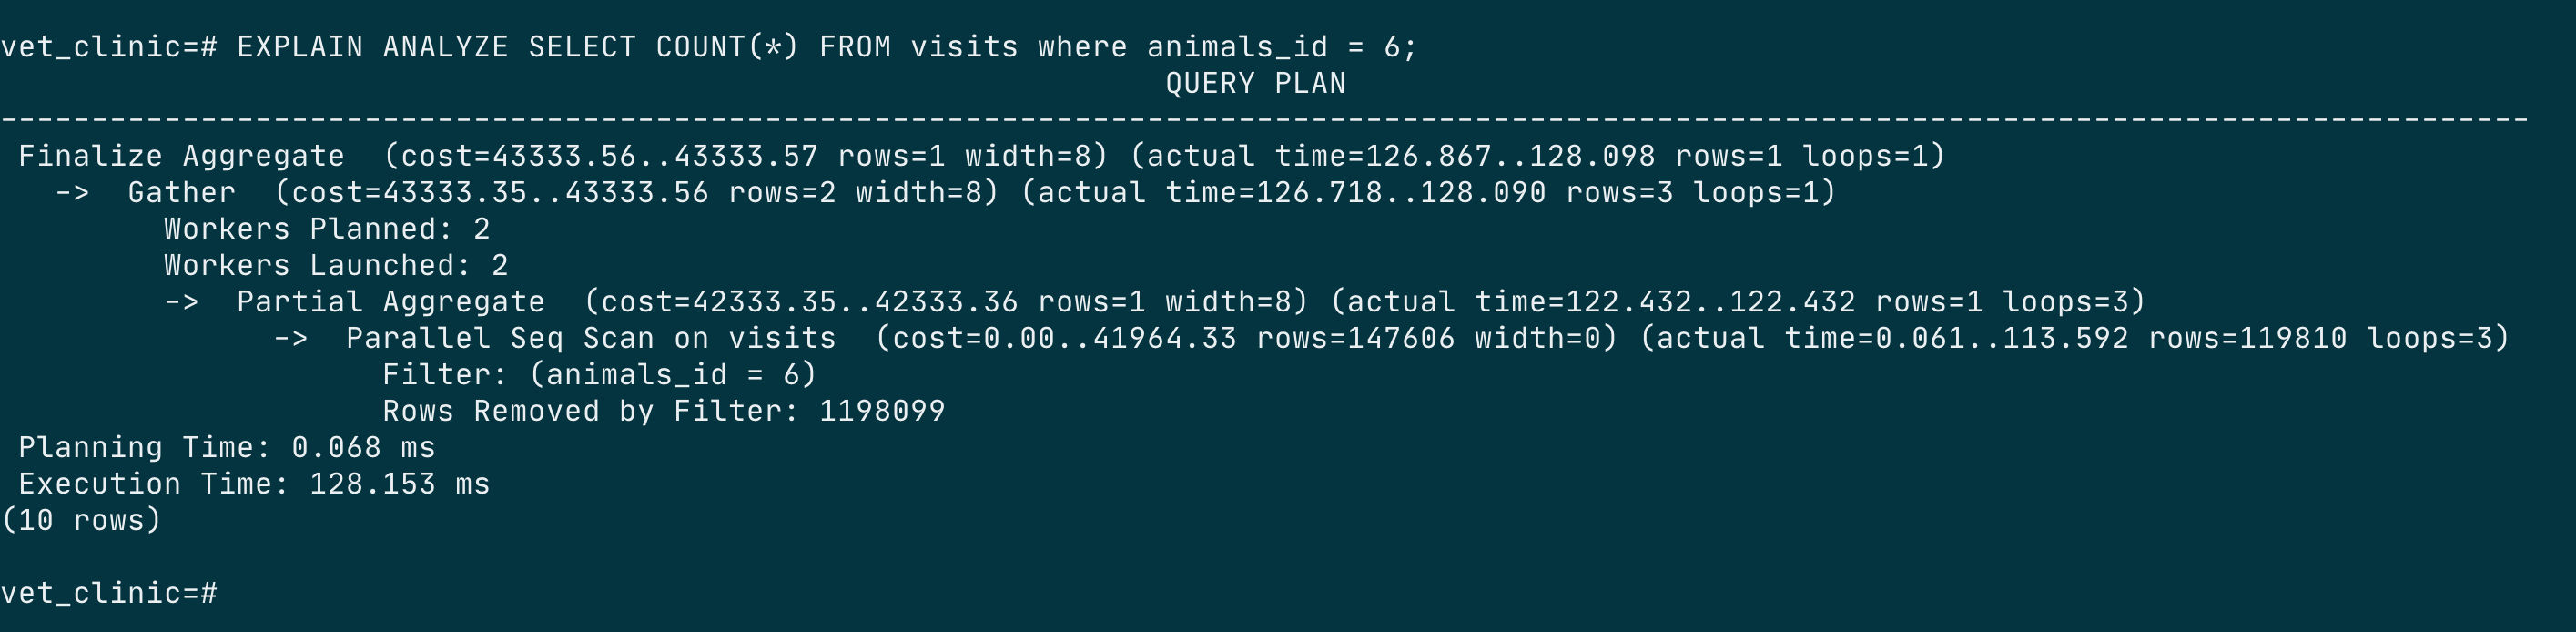 vet_clinic=# EXPLAIN ANALYZE SELECT COUNT(*) FROM visits where animals_id = 6;
QUERY PLAN
-------------------------------------------------------------------------------------------------------------------------------------------
Finalize Aggregate  (cost=43333.56..43333.57 rows=1 width=8) (actual time=126.867..128.098 rows=1 loops=1)
  ->  Gather  (cost=43333.35..43333.56 rows=2 width=8) (actual time=126.718..128.090 rows=3 loops=1)
        Workers Planned: 2
        Workers Launched: 2
        ->  Partial Aggregate  (cost=42333.35..42333.36 rows=1 width=8) (actual time=122.432..122.432 rows=1 loops=3)
              ->  Parallel Seq Scan on visits  (cost=0.00..41964.33 rows=147606 width=0) (actual time=0.061..113.592 rows=119810 loops=3)
                    Filter: (animals_id = 6)
                    Rows Removed by Filter: 1198099
Planning Time: 0.068 ms
Execution Time: 128.153 ms
(10 rows)
vet_clinic=#